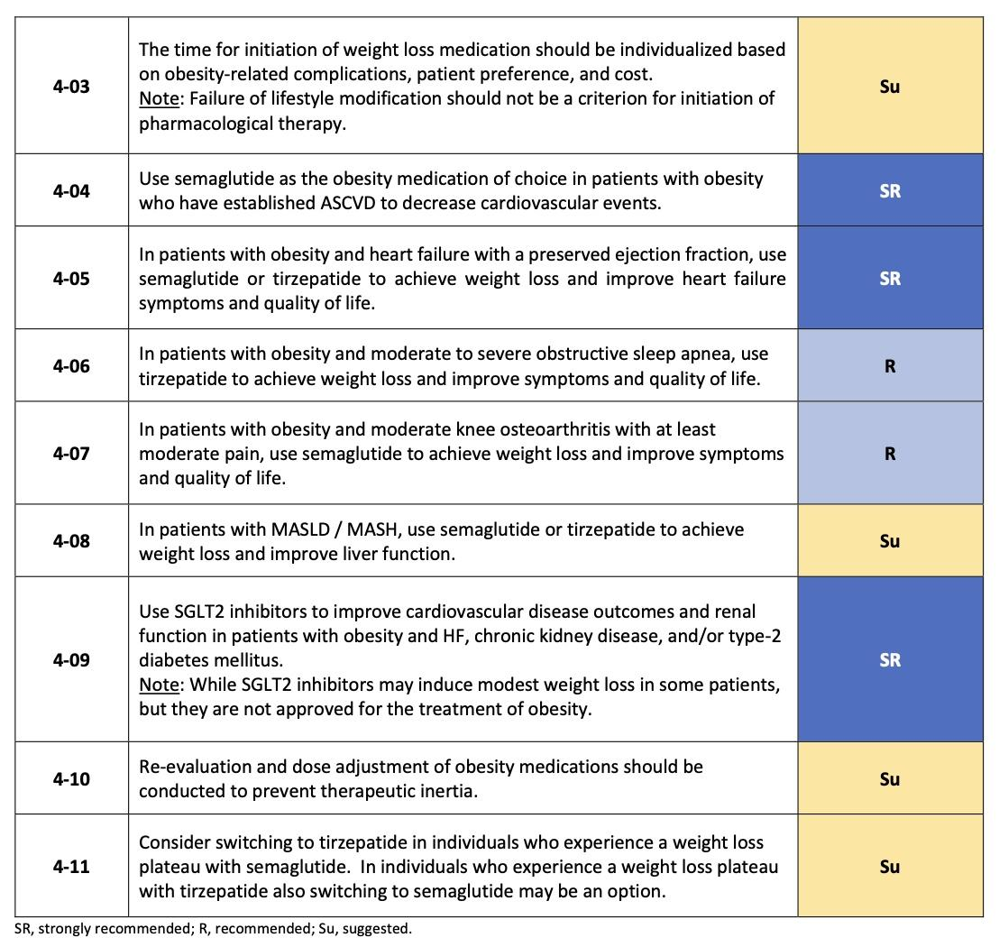 4-03
The time for initiation of weight loss medication should be individualized based
on obesity-related complications, patient preference, and cost.
Note: Failure of lifestyle modification should not be a criterion for initiation of
pharmacological therapy.
Su
4-04
Use semaglutide as the obesity medication of choice in patients with obesity
who have established ASCVD to decrease cardiovascular events.
SR
4-05
In patients with obesity and heart failure with a preserved ejection fraction, use
semaglutide or tirzepatide to achieve weight loss and improve heart failure
symptoms and quality of life.
SR
4-06
In patients with obesity and moderate to severe obstructive sleep apnea, use
tirzepatide to achieve weight loss and improve symptoms and quality of life.
R
4-07
In patients with obesity and moderate knee osteoarthritis with at least
moderate pain, use semaglutide to achieve weight loss and improve symptoms
and quality of life.
R
4-08
In patients with MASLD / MASH, use semaglutide or tirzepatide to achieve
weight loss and improve liver function.
Su
4-09
Use SGLT2 inhibitors to improve cardiovascular disease outcomes and renal
function in patients with obesity and HF, chronic kidney disease, and/or type-2
diabetes mellitus.
Note: While SGLT2 inhibitors may induce modest weight loss in some patients,
but they are not approved for the treatment of obesity.
SR
4-10
Re-evaluation and dose adjustment of obesity medications should be
conducted to prevent therapeutic inertia.
Su
4-11
Consider switching to tirzepatide in individuals who experience a weight loss
plateau with semaglutide.  In individuals who experience a weight loss plateau
with tirzepatide also switching to semaglutide may be an option.
Su
SR, strongly recommended; R, recommended; Su, suggested.